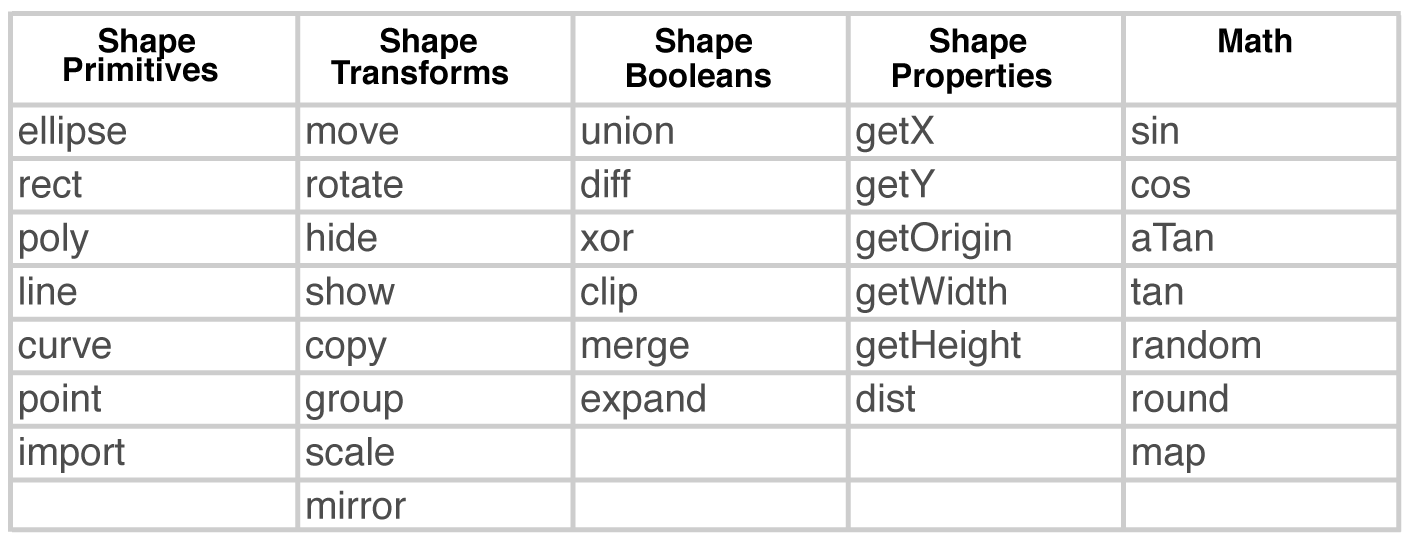 Shape Primitives Shape Transforms Shape Booleans Shape Properties Math
ellipse move union getX sin
rect rotate diff getY cos
poly hide xor getOrigin aTan
line show clip getWidth tan
curve copy merge getHeight random
point group expand dist round
import scale map
mirror